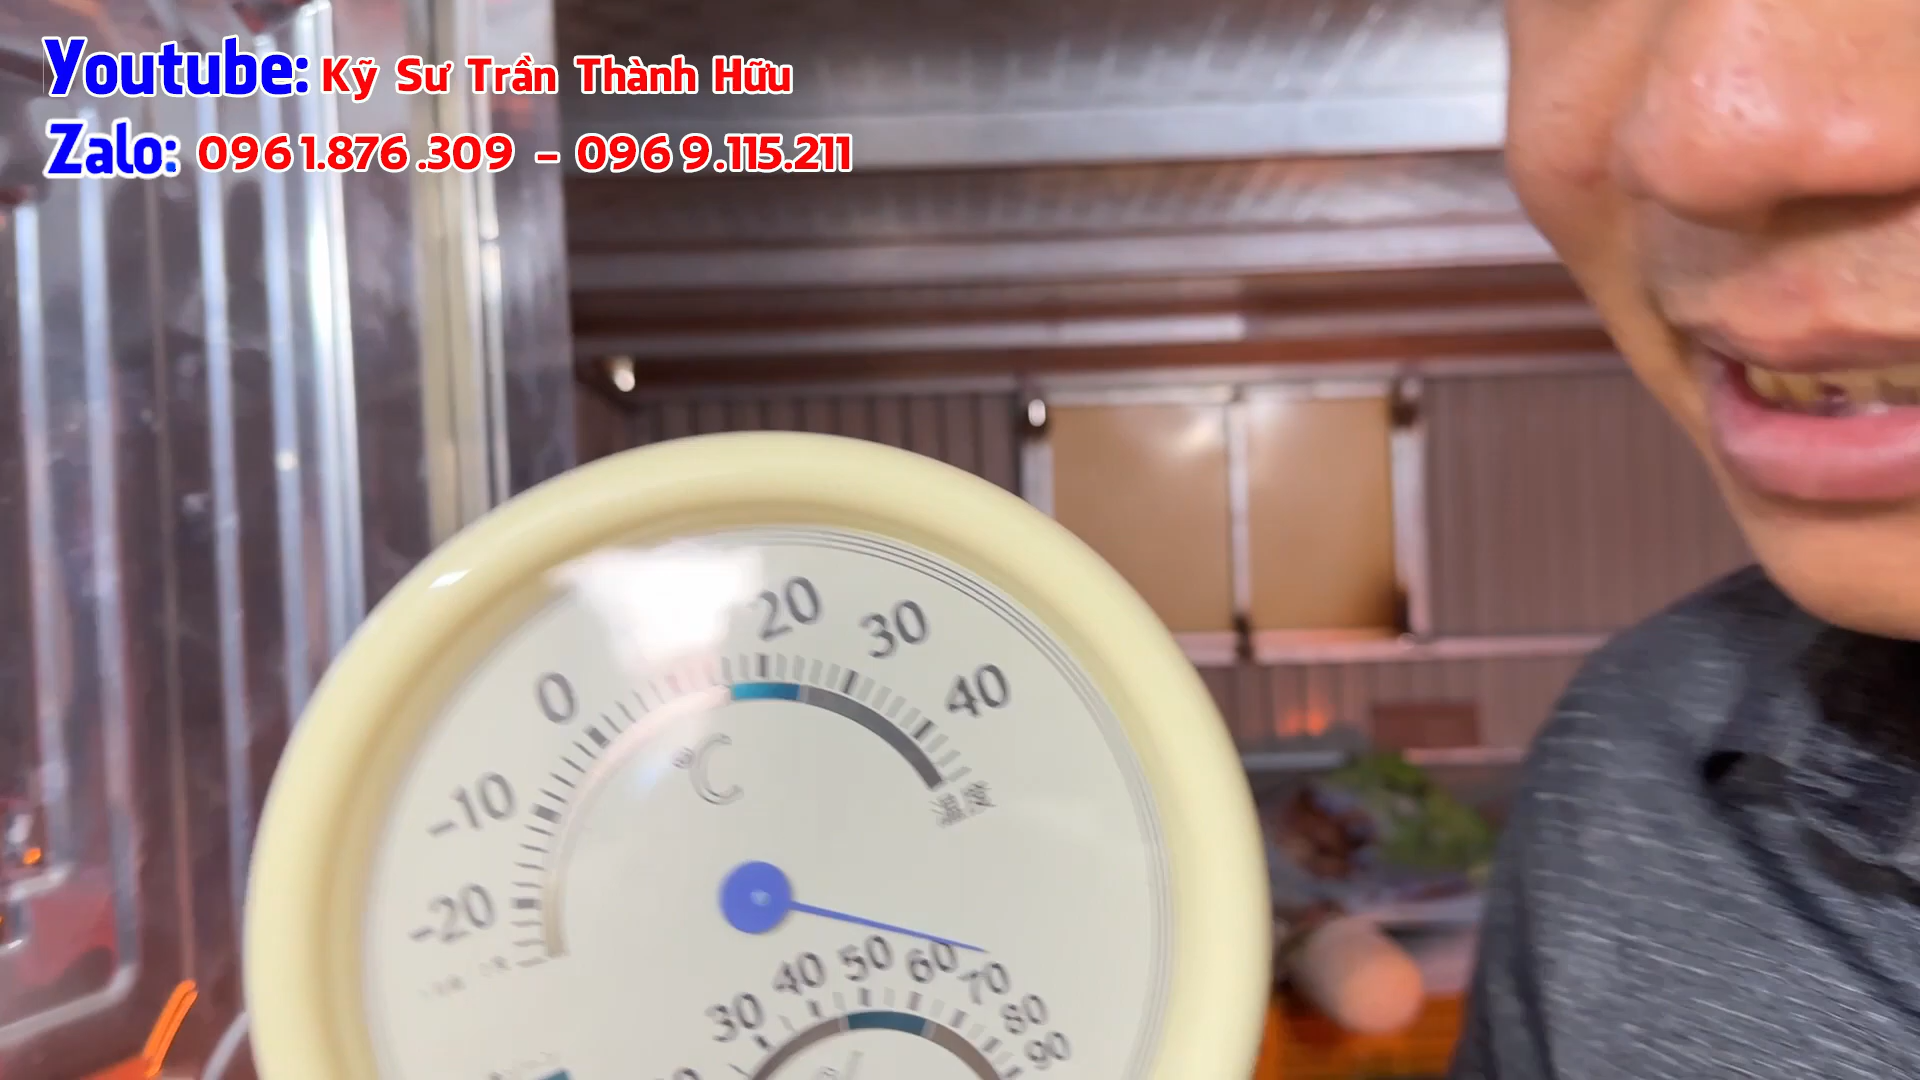 Youtube: Kỹ Sư Trần Thành Hữu
Zalo: 0961.876.309 - 0969.115.211
20
30
40
0
-10
-20
°C
温度
30 40 50 60 70 80 90